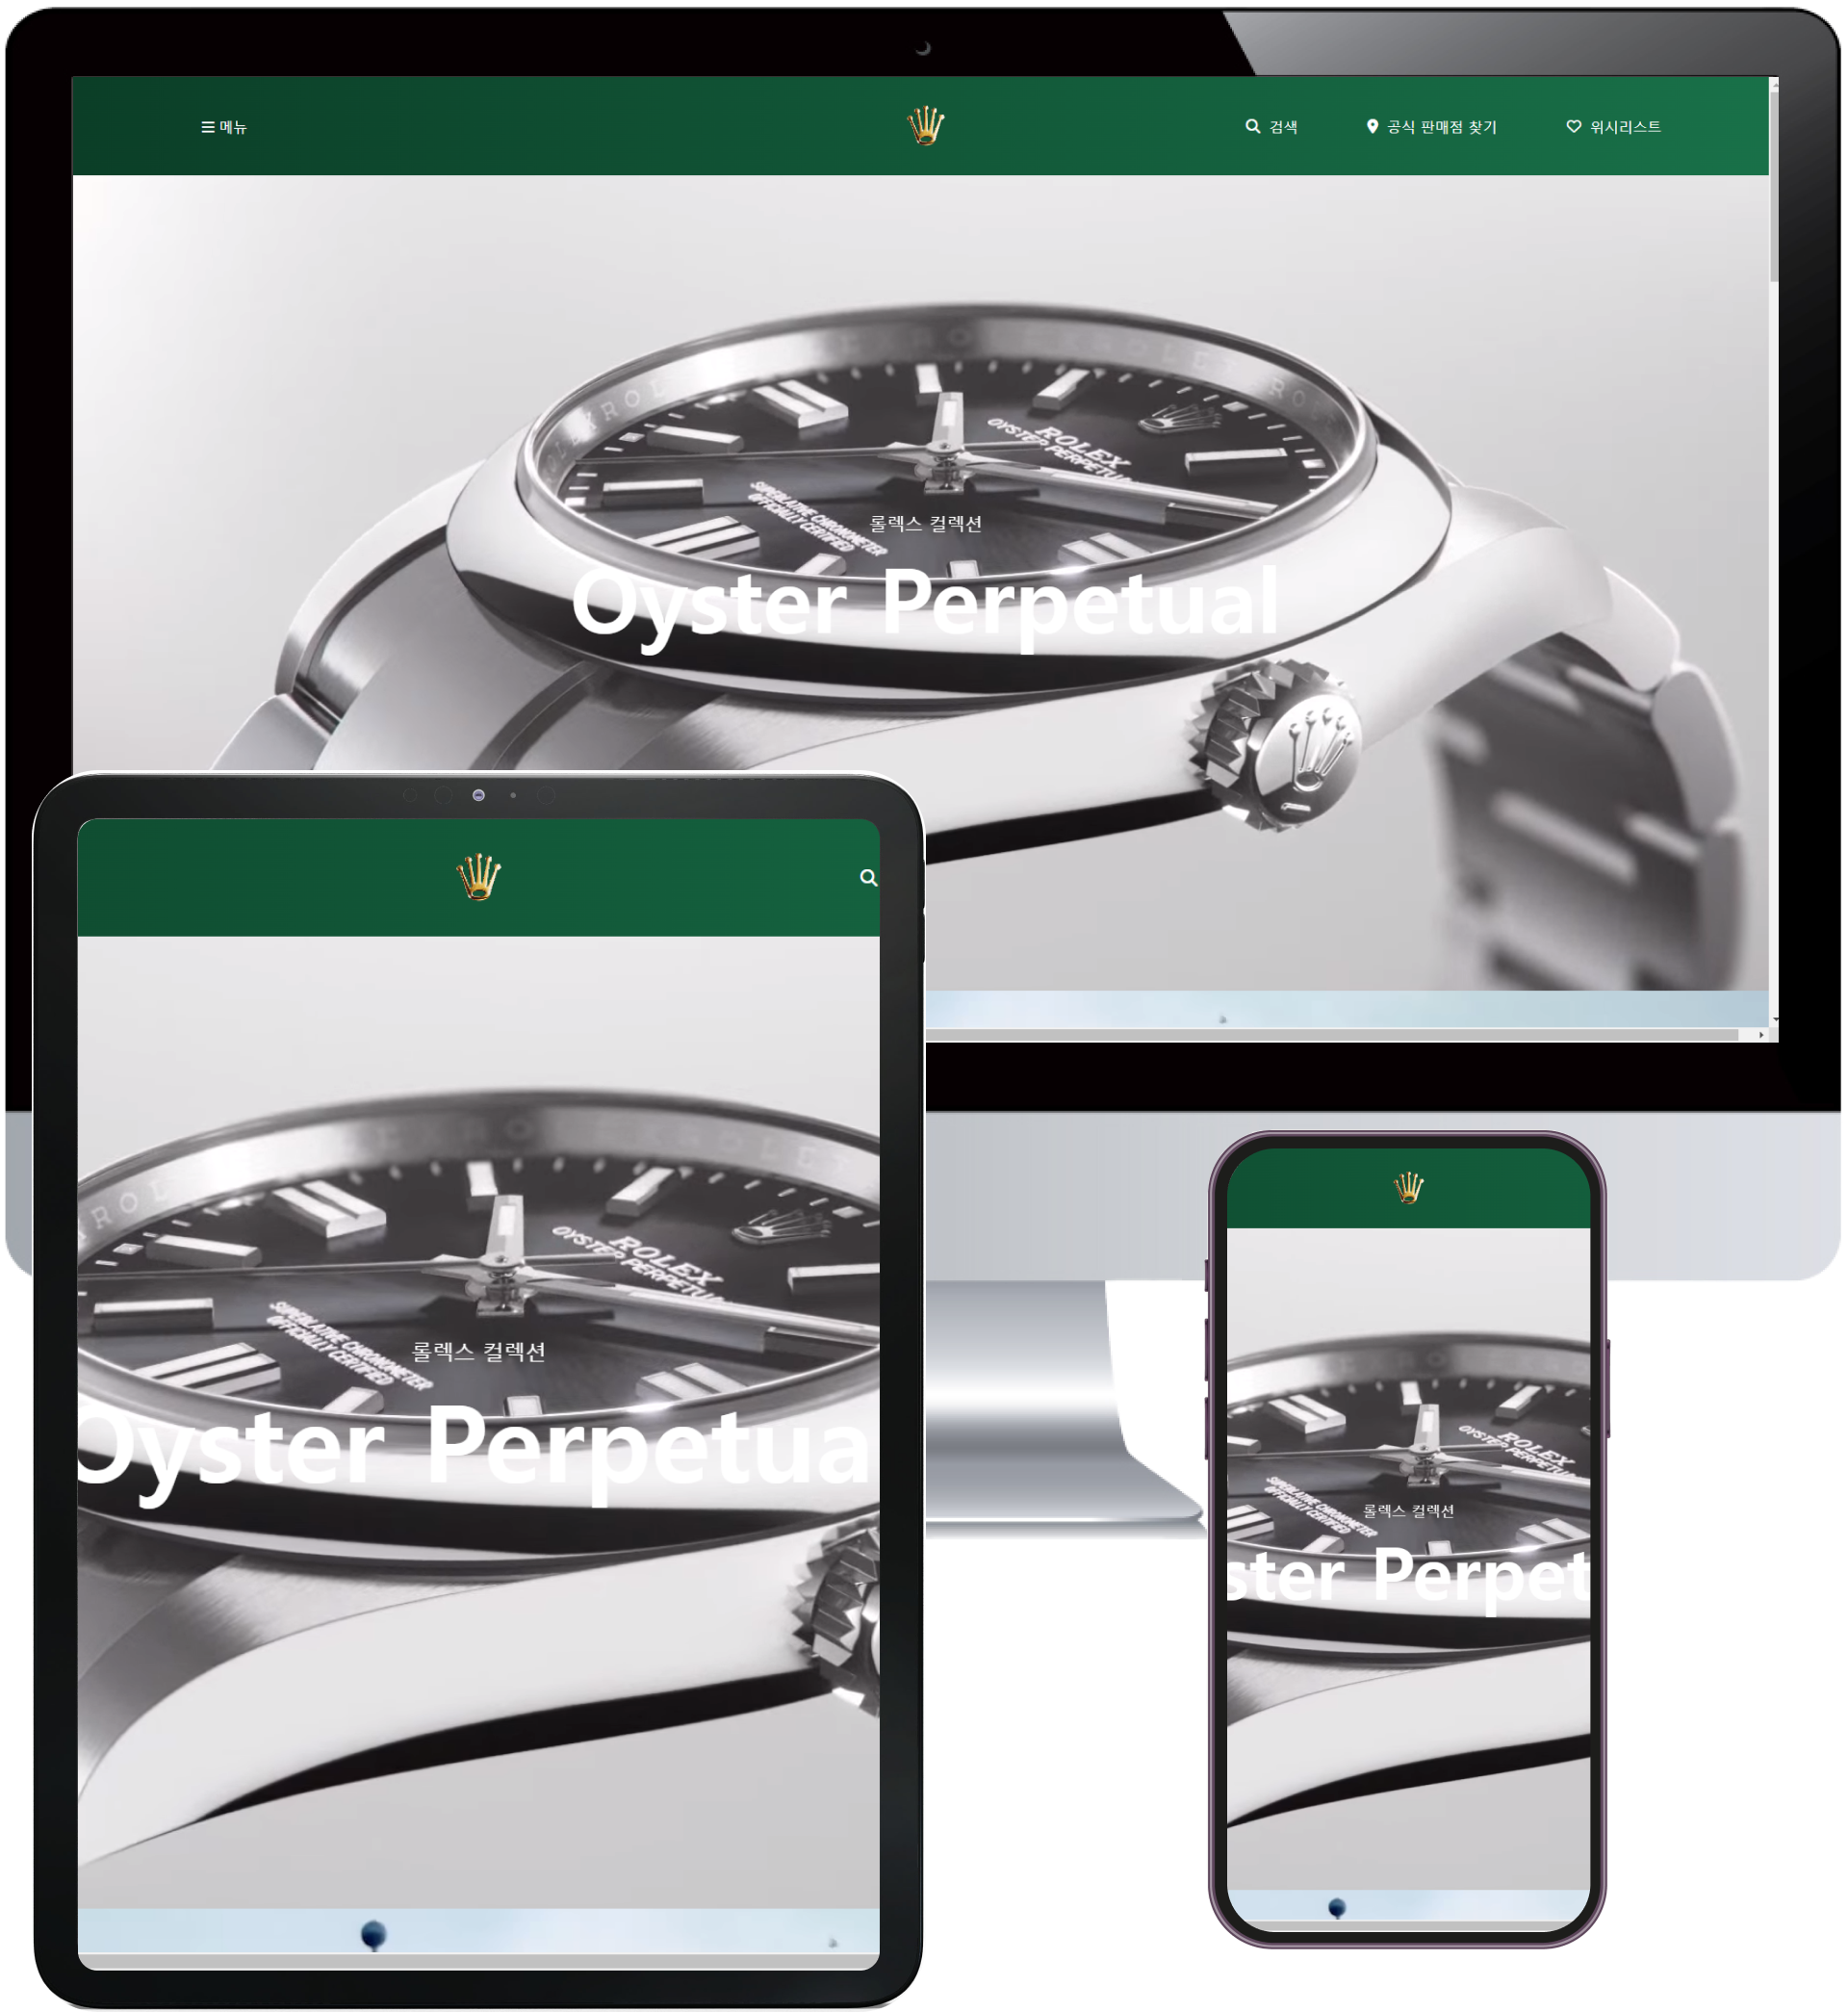 메뉴
검색
공식 판매점 찾기
위시리스트
ROLEX
OYSTER PERPETUAL
SUPERLATIVE CHRONOMETER
OFFICIALLY CERTIFIED
롤렉스 컬렉션
Oyster Perpetual
ROLEX
OYSTER PERPETU
SUPERLATIVE CHRONOMETER
OFFICIALLY CERTIFIED
롤렉스 컬렉션
Oyster Perpetua
ROLEX
OYSTER PERPETU
SUPERLATIVE CHRONOMETER
OFFICIALLY CERTIFIED
롤렉스 컬렉션
ster Perpet